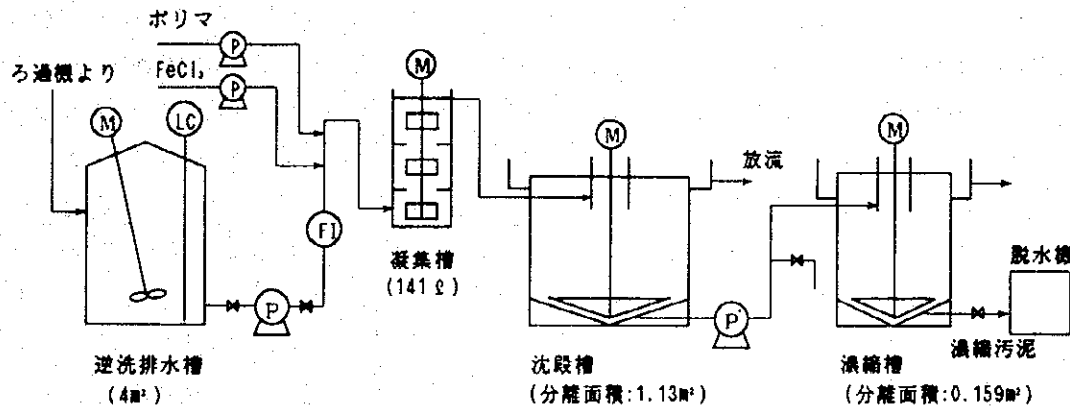 ポリマ
P
FeCl₃
P
ろ過機より
M
LC
M
FI
P
凝集槽
(141ℓ)
M
放流
M
P
脱水機
濃縮汚泥
逆洗排水槽
(4m²)
沈殿槽
(分離面積:1.13m²)
濃縮槽
(分離面積:0.159m²)